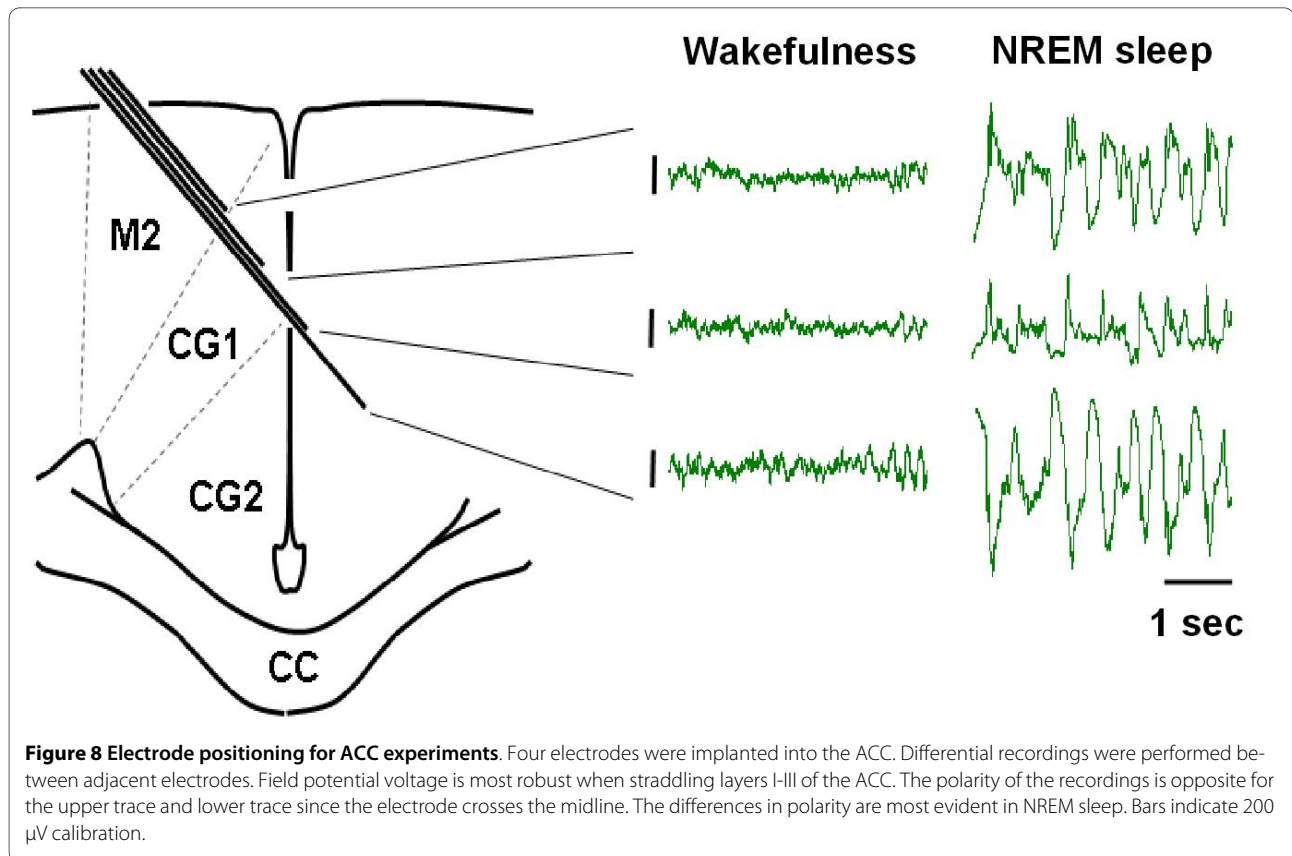 Wakefulness
NREM sleep
M2
CG1
CG2
CC
1 sec
Figure 8 Electrode positioning for ACC experiments. Four electrodes were implanted into the ACC. Differential recordings were performed be-
tween adjacent electrodes. Field potential voltage is most robust when straddling layers I-III of the ACC. The polarity of the recordings is opposite for
the upper trace and lower trace since the electrode crosses the midline. The differences in polarity are most evident in NREM sleep. Bars indicate 200
μV calibration.